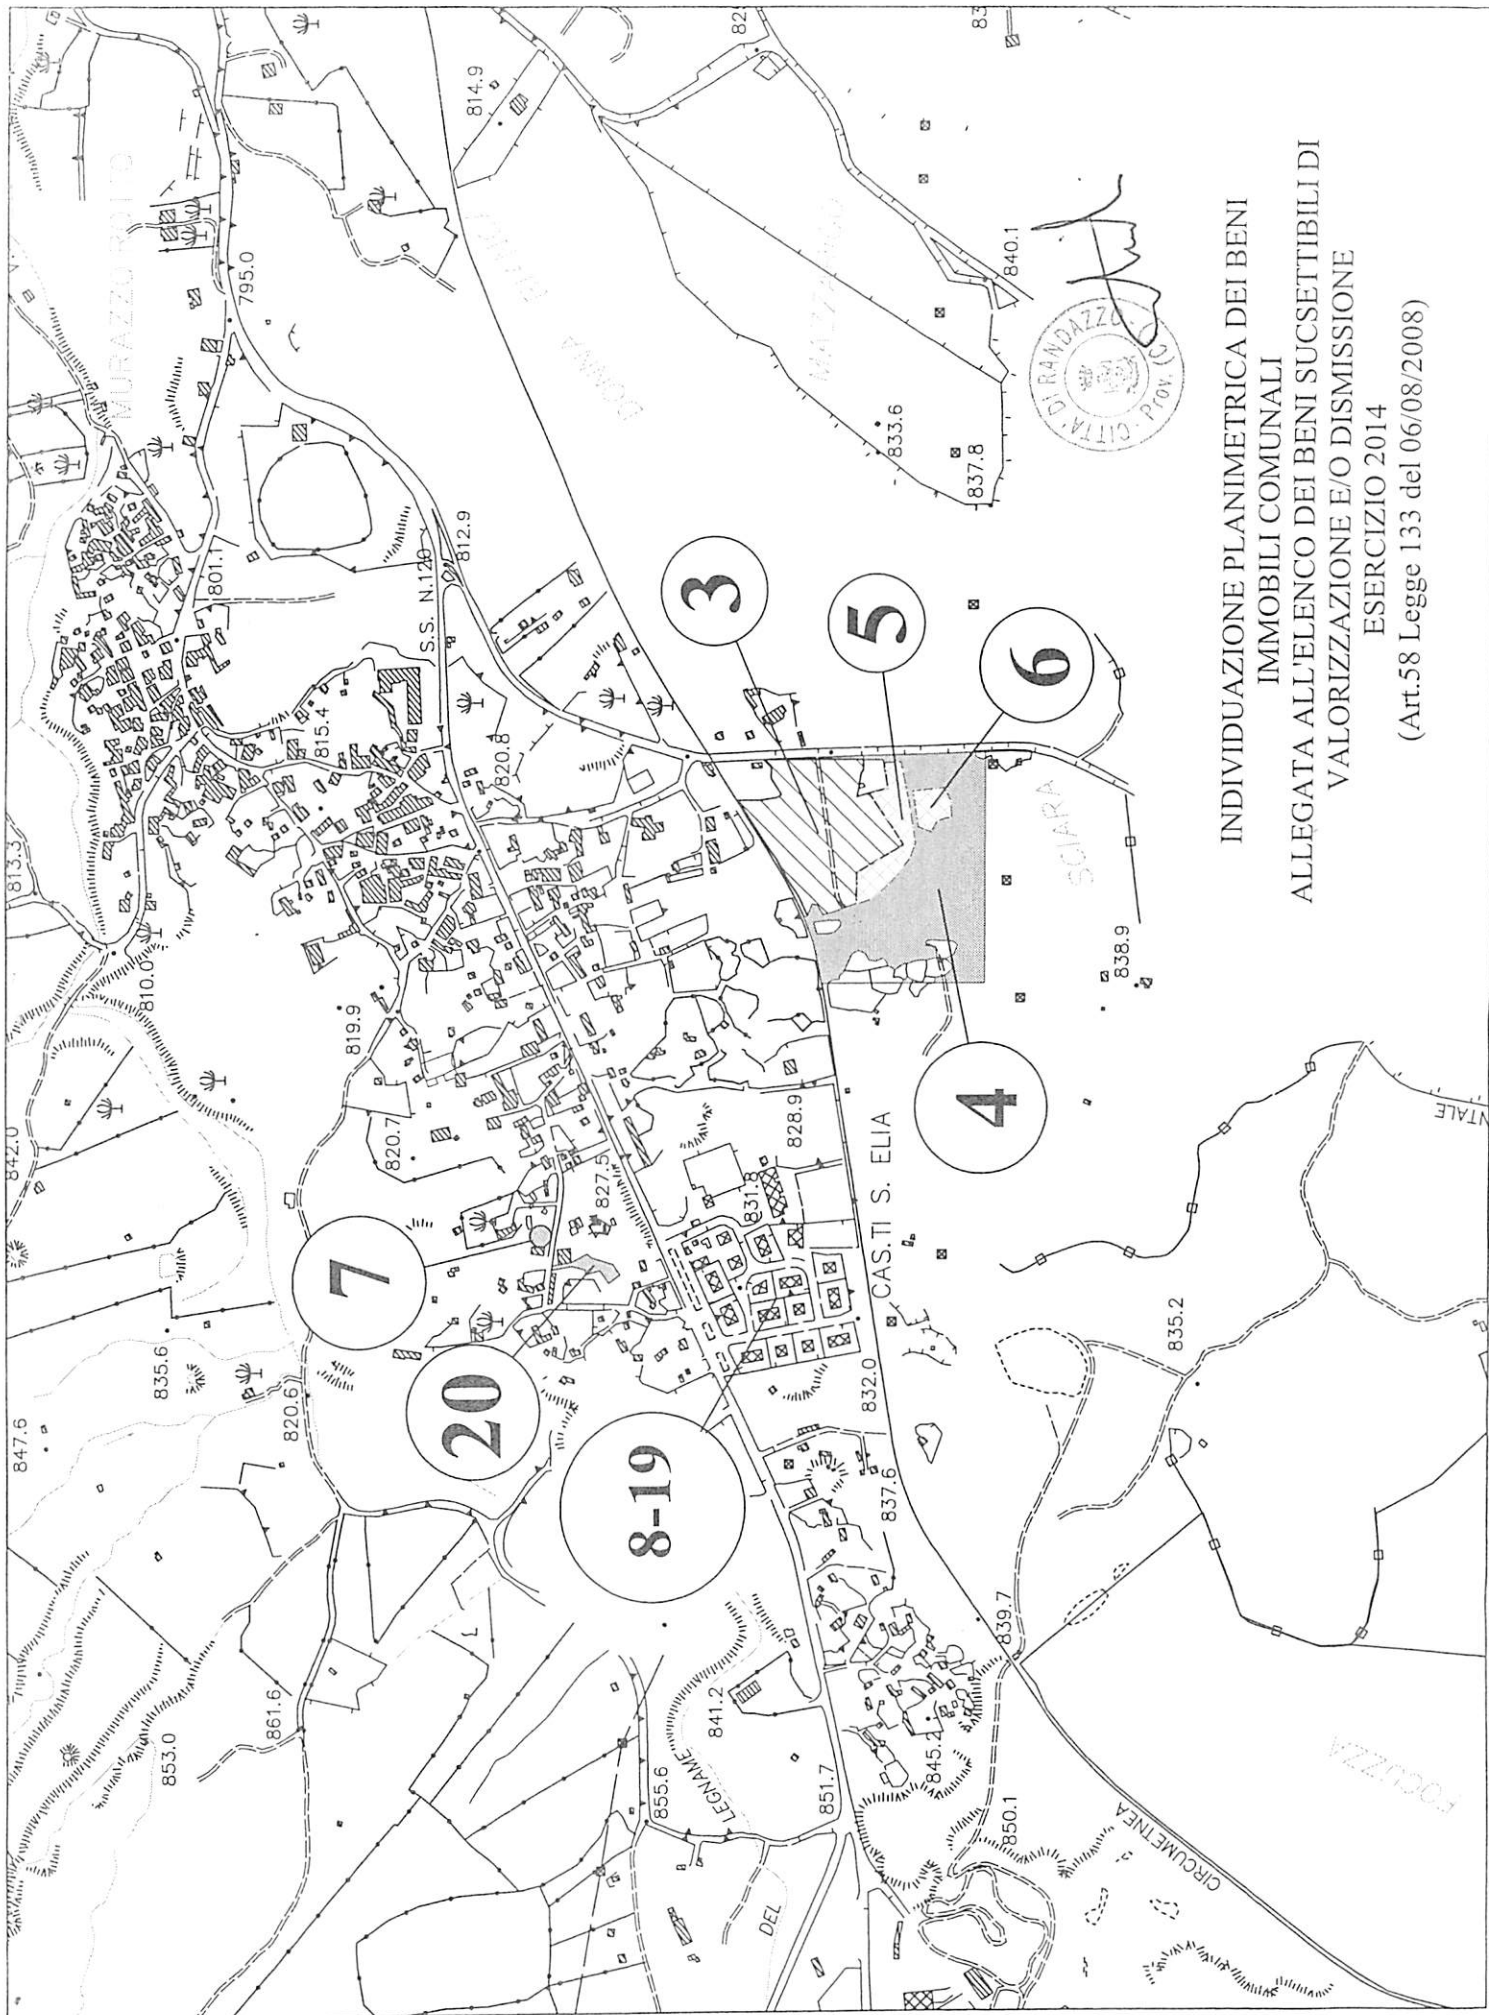 INDIVIDUAZIONE PLANIMETRICA DEI BENI
IMMOBILI COMUNALI
ALLEGATA ALL'ELENCO DEI BENI SUCSETTIBILI DI
VALORIZZAZIONE E/O DISMISSIONE
ESERCIZIO 2014
(Art.58 Legge 133 del 06/08/2008)
CITTA' DI RANDAZZO - Prov. (C
3
5
6
4
7
20
8-19
MURAZZO ROTTO
DONNA
SCIARA
FOCUZZA
S.S. N.120
CAS.TI S. ELIA
CIRCUMETNEA
DEL
LEGNAME
NTALE
847.6
842.0
813.3
853.0
861.6
835.6
820.6
810.0
819.9
820.7
801.1
795.0
815.4
812.9
814.9
820.8
827.5
831.8
828.9
832.0
837.6
841.2
855.6
851.7
845.2
850.1
839.7
835.2
838.9
833.6
837.8
840.1